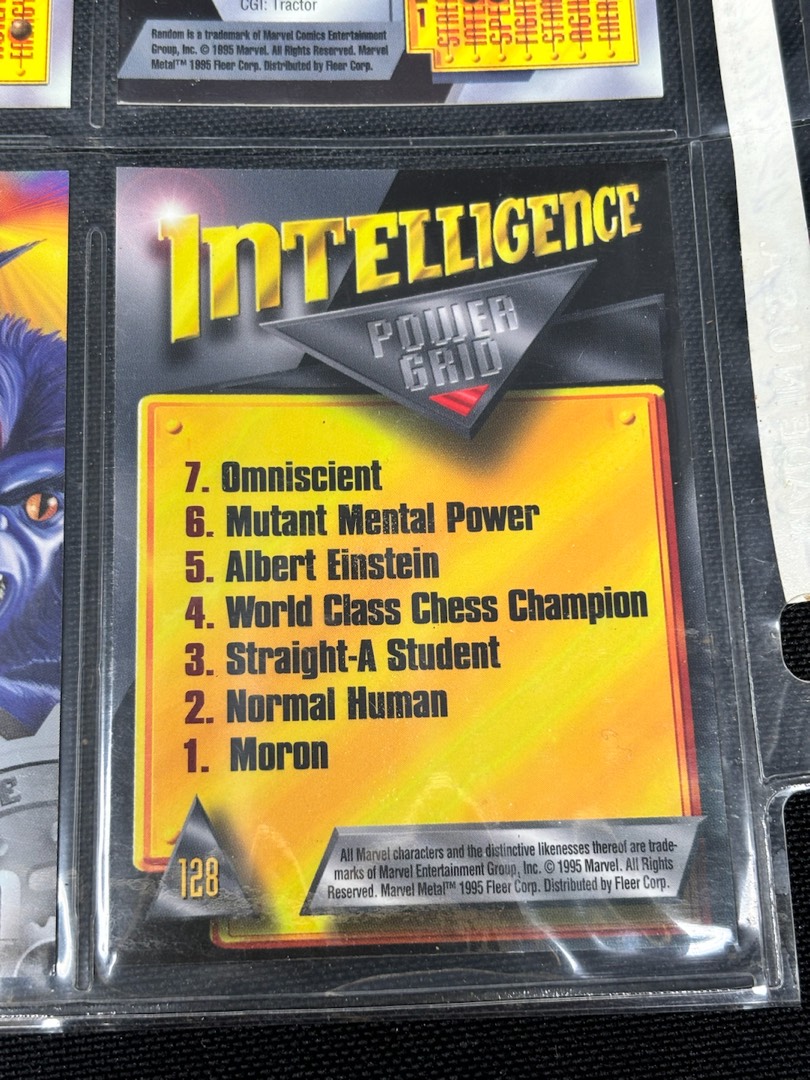 CGI: Tractor
Random is a trademark of Marvel Comics Entertainment
Group, Inc. © 1995 Marvel. All Rights Reserved. Marvel
Metal™ 1995 Fleer Corp. Distributed by Fleer Corp.
1
INTELLIGENCE
POWER
GRID
7. Omniscient
6. Mutant Mental Power
5. Albert Einstein
4. World Class Chess Champion
3. Straight-A Student
2. Normal Human
1. Moron
128
All Marvel characters and the distinctive likenesses thereof are trade-
marks of Marvel Entertainment Group, Inc. © 1995 Marvel. All Rights
Reserved. Marvel Metal™ 1995 Fleer Corp. Distributed by Fleer Corp.